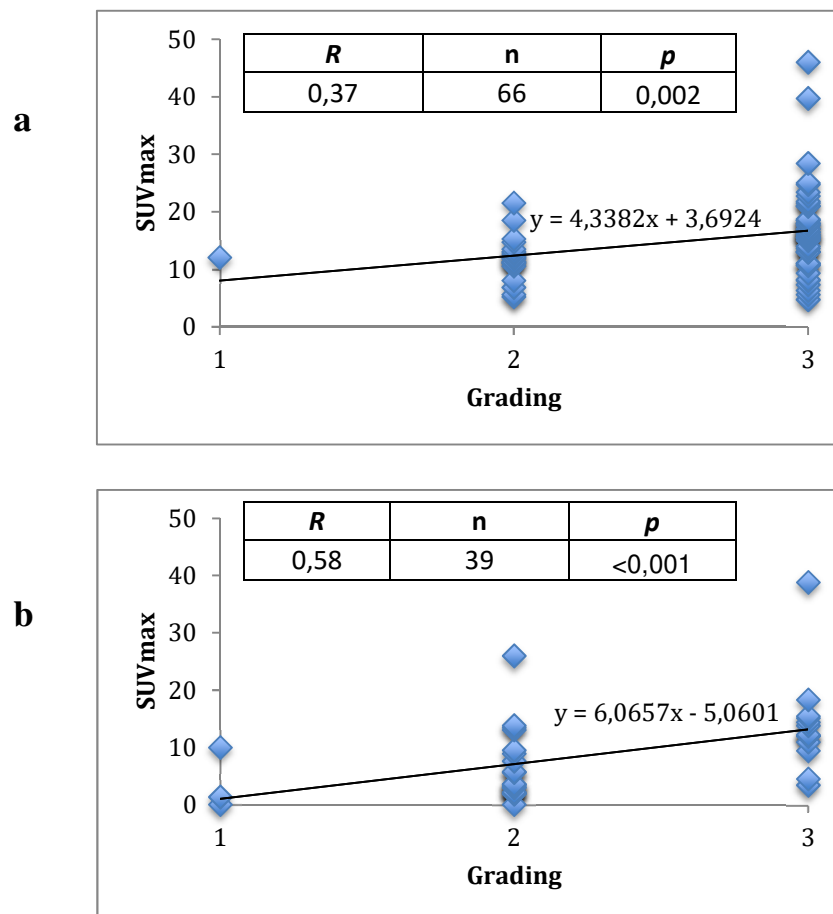 a
R n p
0,37 66 0,002
50
40
30
20
10
0
SUVmax
y = 4,3382x + 3,6924
1 2 3
Grading
b
R n p
0,58 39 <0,001
50
40
30
20
10
0
SUVmax
y = 6,0657x - 5,0601
1 2 3
Grading